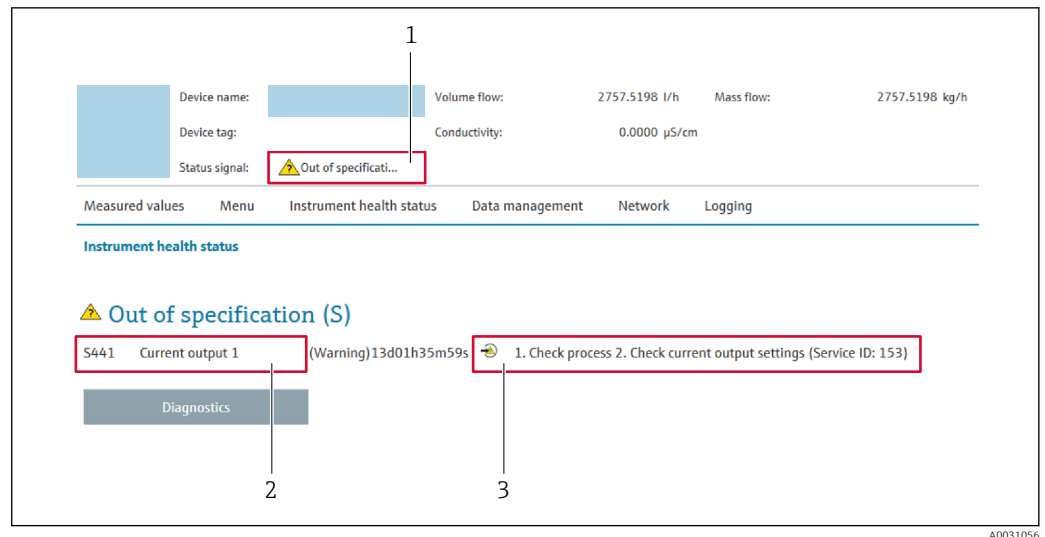 1
Device name: Volume flow: 2757.5198 l/h Mass flow: 2757.5198 kg/h
Device tag: Conductivity: 0.0000 µS/cm
Status signal: Out of specificati...
Measured values Menu Instrument health status Data management Network Logging
Instrument health status
Out of specification (S)
S441 Current output 1 (Warning)13d01h35m59s 1. Check process 2. Check current output settings (Service ID: 153)
Diagnostics
2 3
A0031056